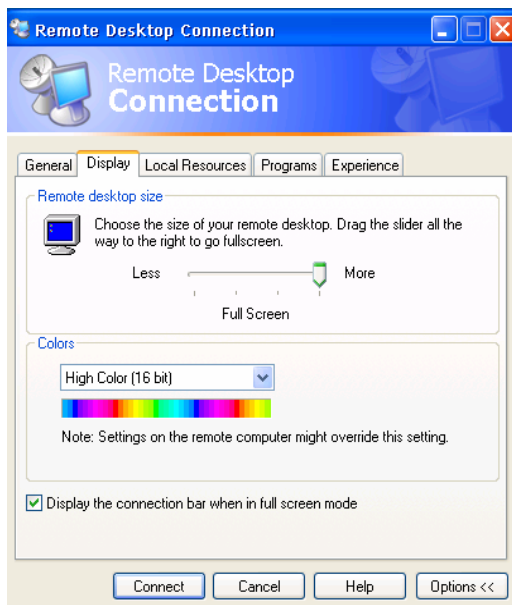 Remote Desktop Connection
Remote Desktop
Connection
General Display Local Resources Programs Experience
Remote desktop size
Choose the size of your remote desktop. Drag the slider all the
way to the right to go fullscreen.
Less More
Full Screen
Colors
High Color (16 bit)
Note: Settings on the remote computer might override this setting.
Display the connection bar when in full screen mode
Connect Cancel Help Options <<